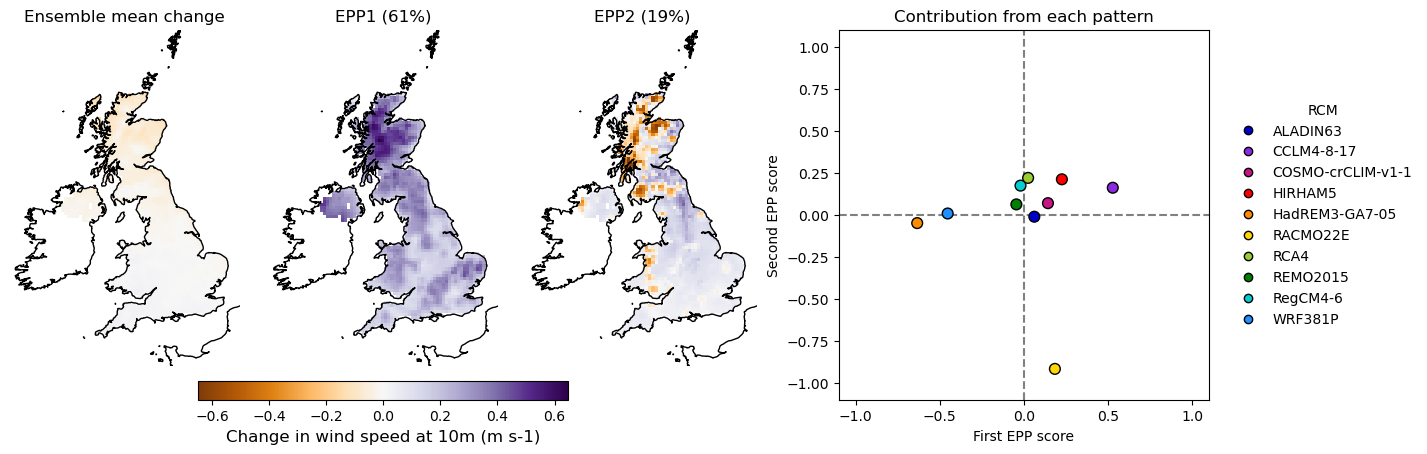 Ensemble mean change
EPP1 (61%)
EPP2 (19%)
Contribution from each pattern
−0.6 −0.4 −0.2 0.0 0.2 0.4 0.6
Change in wind speed at 10m (m s-1)
Second EPP score
1.00
0.75
0.50
0.25
0.00
−0.25
−0.50
−0.75
−1.00
−1.0 −0.5 0.0 0.5 1.0
First EPP score
RCM
ALADIN63
CCLM4-8-17
COSMO-crCLIM-v1-1
HIRHAM5
HadREM3-GA7-05
RACMO22E
RCA4
REMO2015
RegCM4-6
WRF381P